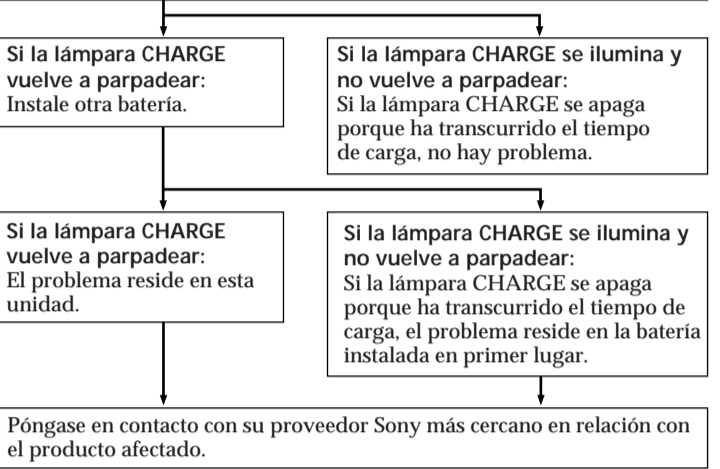 Si la lámpara CHARGE
vuelve a parpadear:
Instale otra batería.
Si la lámpara CHARGE se ilumina y
no vuelve a parpadear:
Si la lámpara CHARGE se apaga
porque ha transcurrido el tiempo
de carga, no hay problema.
Si la lámpara CHARGE
vuelve a parpadear:
El problema reside en esta
unidad.
Si la lámpara CHARGE se ilumina y
no vuelve a parpadear:
Si la lámpara CHARGE se apaga
porque ha transcurrido el tiempo de
carga, el problema reside en la batería
instalada en primer lugar.
Póngase en contacto con su proveedor Sony más cercano en relación con
el producto afectado.